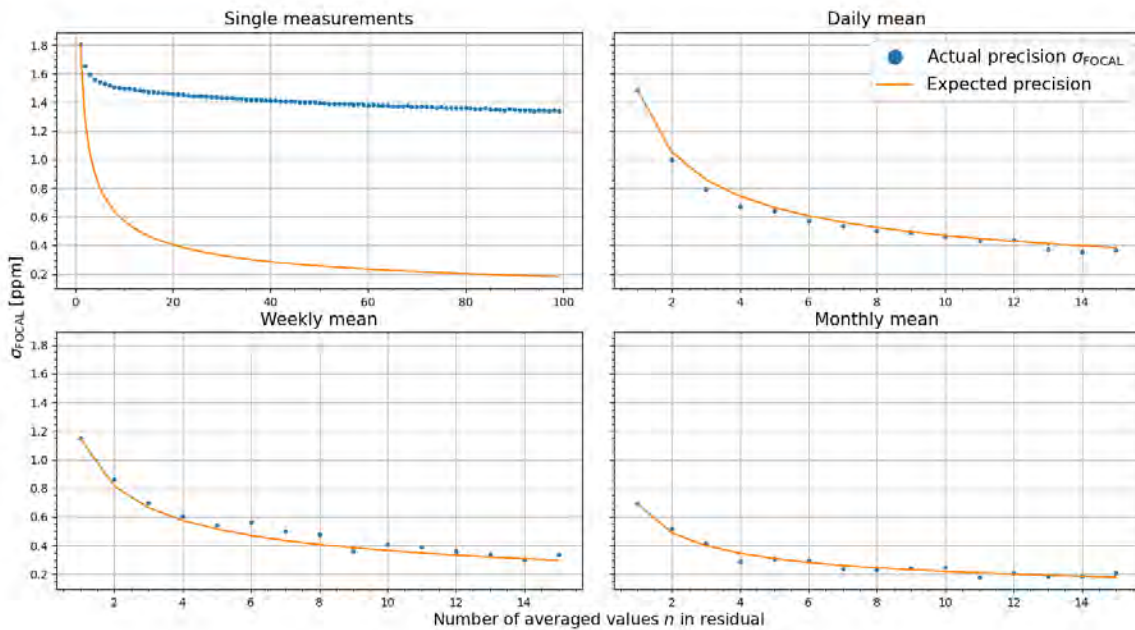 Single measurements
Daily mean
1.8
1.6
1.4
1.2
1.0
0.8
0.6
0.4
0.2
0 20 40 60 80 100
Actual precision σFOCAL
Expected precision
2 4 6 8 10 12 14
σFOCAL [ppm]
Weekly mean
Monthly mean
1.8
1.6
1.4
1.2
1.0
0.8
0.6
0.4
0.2
2 4 6 8 10 12 14
2 4 6 8 10 12 14
Number of averaged values n in residual